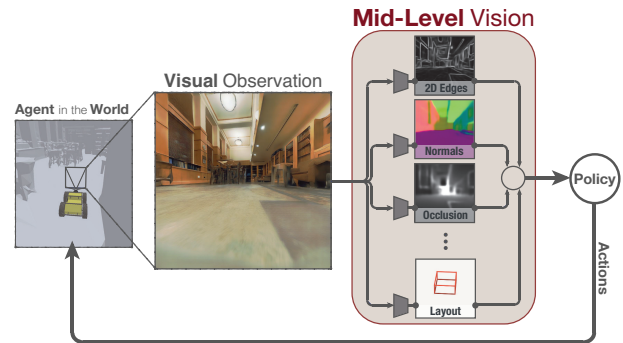 Mid-Level Vision
Visual Observation
Agent in the World
2D Edges
Normals
Occlusion
Layout
Policy
Actions